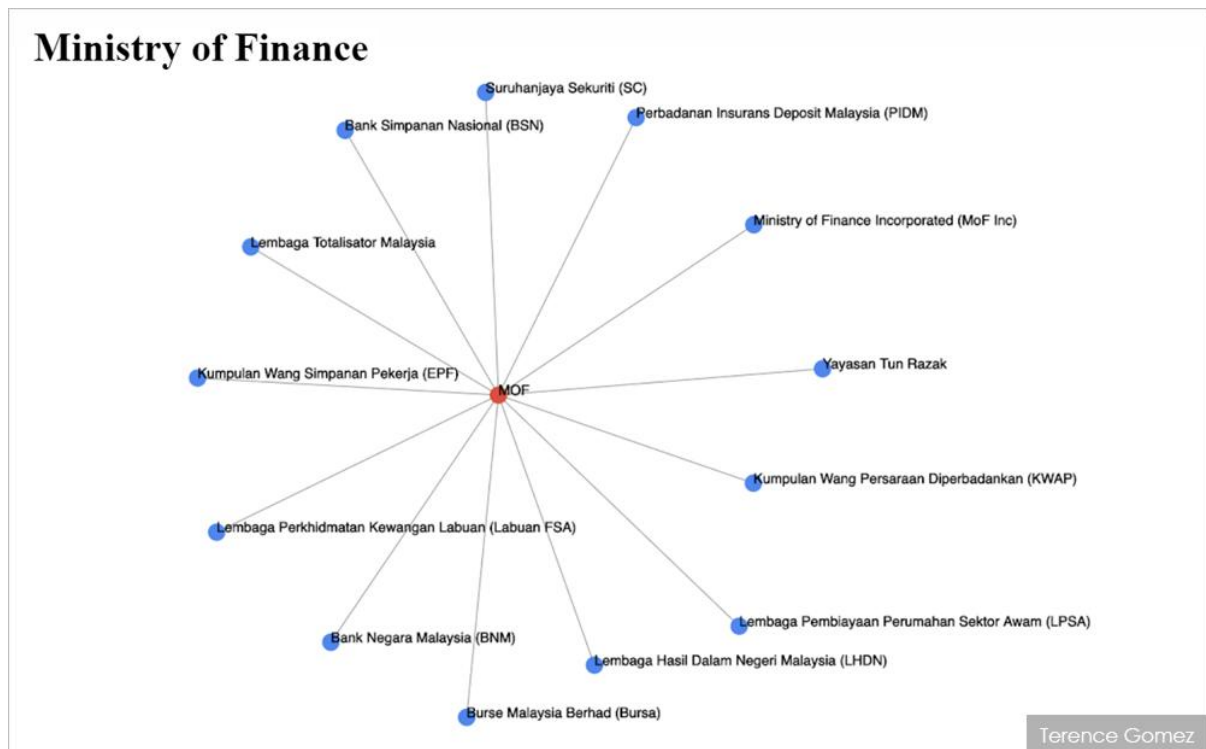 Ministry of Finance
Suruhanjaya Sekuriti (SC)
Perbadanan Insurans Deposit Malaysia (PIDM)
Bank Simpanan Nasional (BSN)
Ministry of Finance Incorporated (MoF Inc)
Lembaga Totalisator Malaysia
Yayasan Tun Razak
Kumpulan Wang Simpanan Pekerja (EPF)
MOF
Kumpulan Wang Persaraan Diperbadankan (KWAP)
Lembaga Perkhidmatan Kewangan Labuan (Labuan FSA)
Lembaga Pembiayaan Perumahan Sektor Awam (LPSA)
Bank Negara Malaysia (BNM)
Lembaga Hasil Dalam Negeri Malaysia (LHDN)
Burse Malaysia Berhad (Bursa)
Terence Gomez